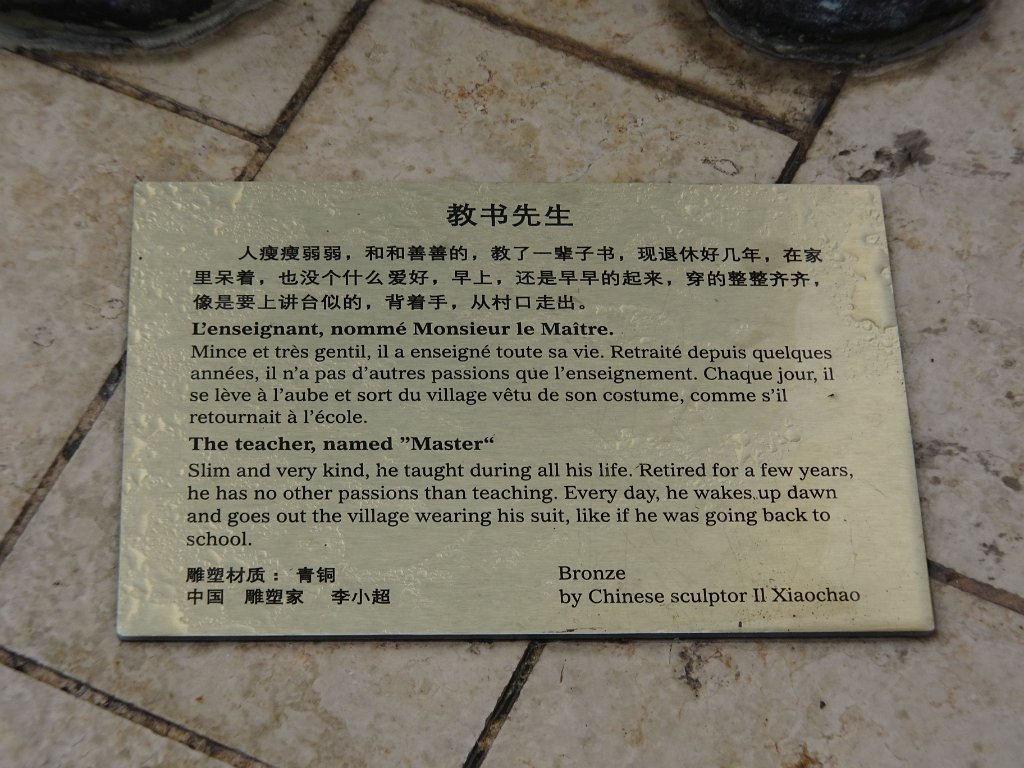 教书先生
人瘦瘦弱弱，和和善善的，教了一辈子书，现退休好几年，在家
里呆着，也没个什么爱好，早上，还是早早的起来，穿的整整齐齐，
像是要上讲台似的，背着手，从村口走出。
L'enseignant, nommé Monsieur le Maître.
Mince et très gentil, il a enseigné toute sa vie. Retraité depuis quelques
années, il n'a pas d'autres passions que l'enseignement. Chaque jour, il
se lève à l'aube et sort du village vêtu de son costume, comme s'il
retournait à l'école.
The teacher, named ”Master“
Slim and very kind, he taught during all his life. Retired for a few years,
he has no other passions than teaching. Every day, he wakes up dawn
and goes out the village wearing his suit, like if he was going back to
school.
雕塑材质：青铜
中国 雕塑家 李小超
Bronze
by Chinese sculptor Il Xiaochao